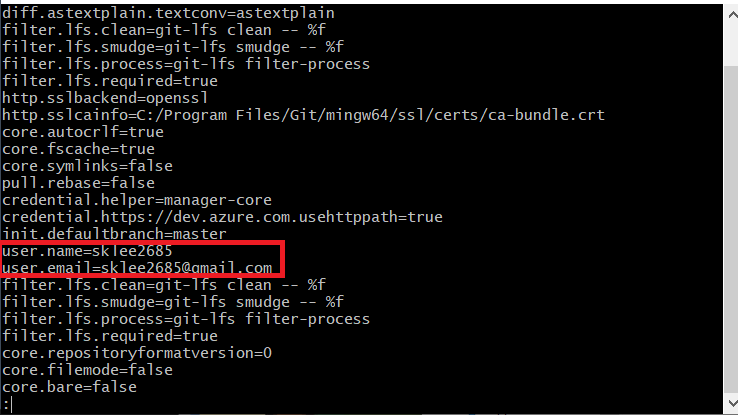 diff.astextplain.textconv=astextplain
filter.lfs.clean=git-lfs clean -- %f
filter.lfs.smudge=git-lfs smudge -- %f
filter.lfs.process=git-lfs filter-process
filter.lfs.required=true
http.sslbackend=openssl
http.sslcainfo=C:/Program Files/Git/mingw64/ssl/certs/ca-bundle.crt
core.autocrlf=true
core.fscache=true
core.symlinks=false
pull.rebase=false
credential.helper=manager-core
credential.https://dev.azure.com.usehttppath=true
init.defaultbranch=master
user.name=sklee2685
user.email=sklee2685@gmail.com
filter.lfs.clean=git-lfs clean -- %f
filter.lfs.smudge=git-lfs smudge -- %f
filter.lfs.process=git-lfs filter-process
filter.lfs.required=true
core.repositoryformatversion=0
core.filemode=false
core.bare=false
: